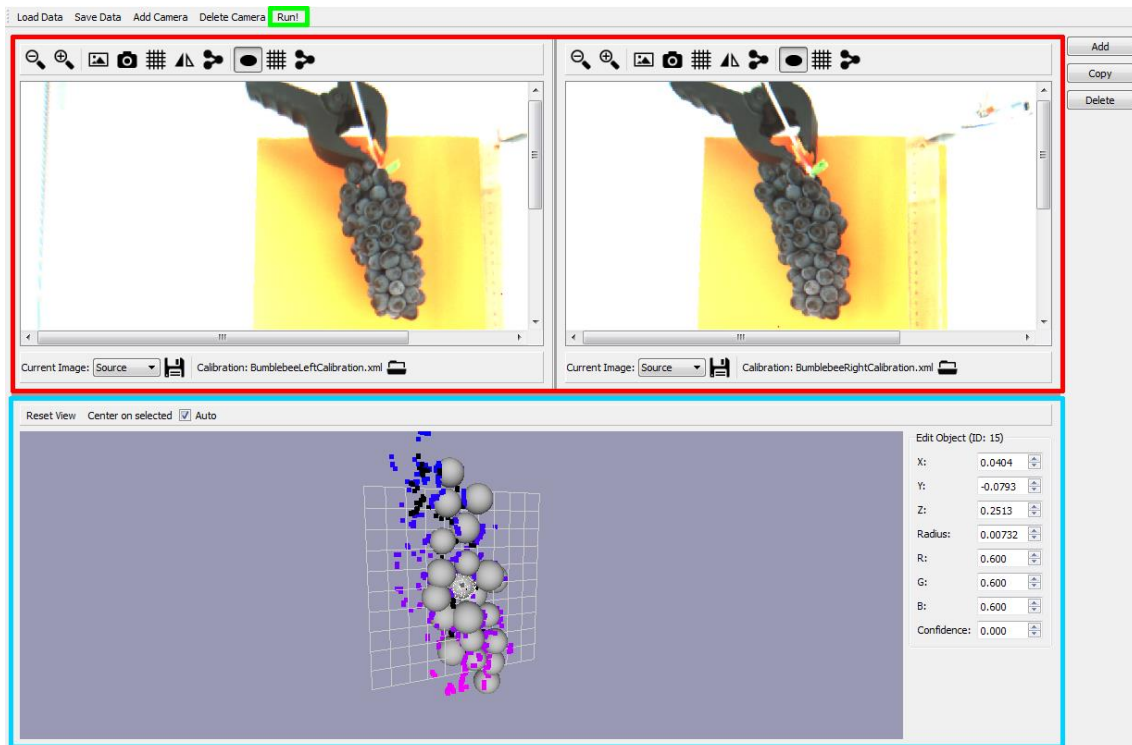 Load Data Save Data Add Camera Delete Camera Run!
Add
Copy
Delete
Current Image: Source Calibration: BumblebeeLeftCalibration.xml
Current Image: Source Calibration: BumblebeeRightCalibration.xml
Reset View Center on selected Auto
Edit Object (ID: 15)
X: 0.0404
Y: -0.0793
Z: 0.2513
Radius: 0.00732
R: 0.600
G: 0.600
B: 0.600
Confidence: 0.000